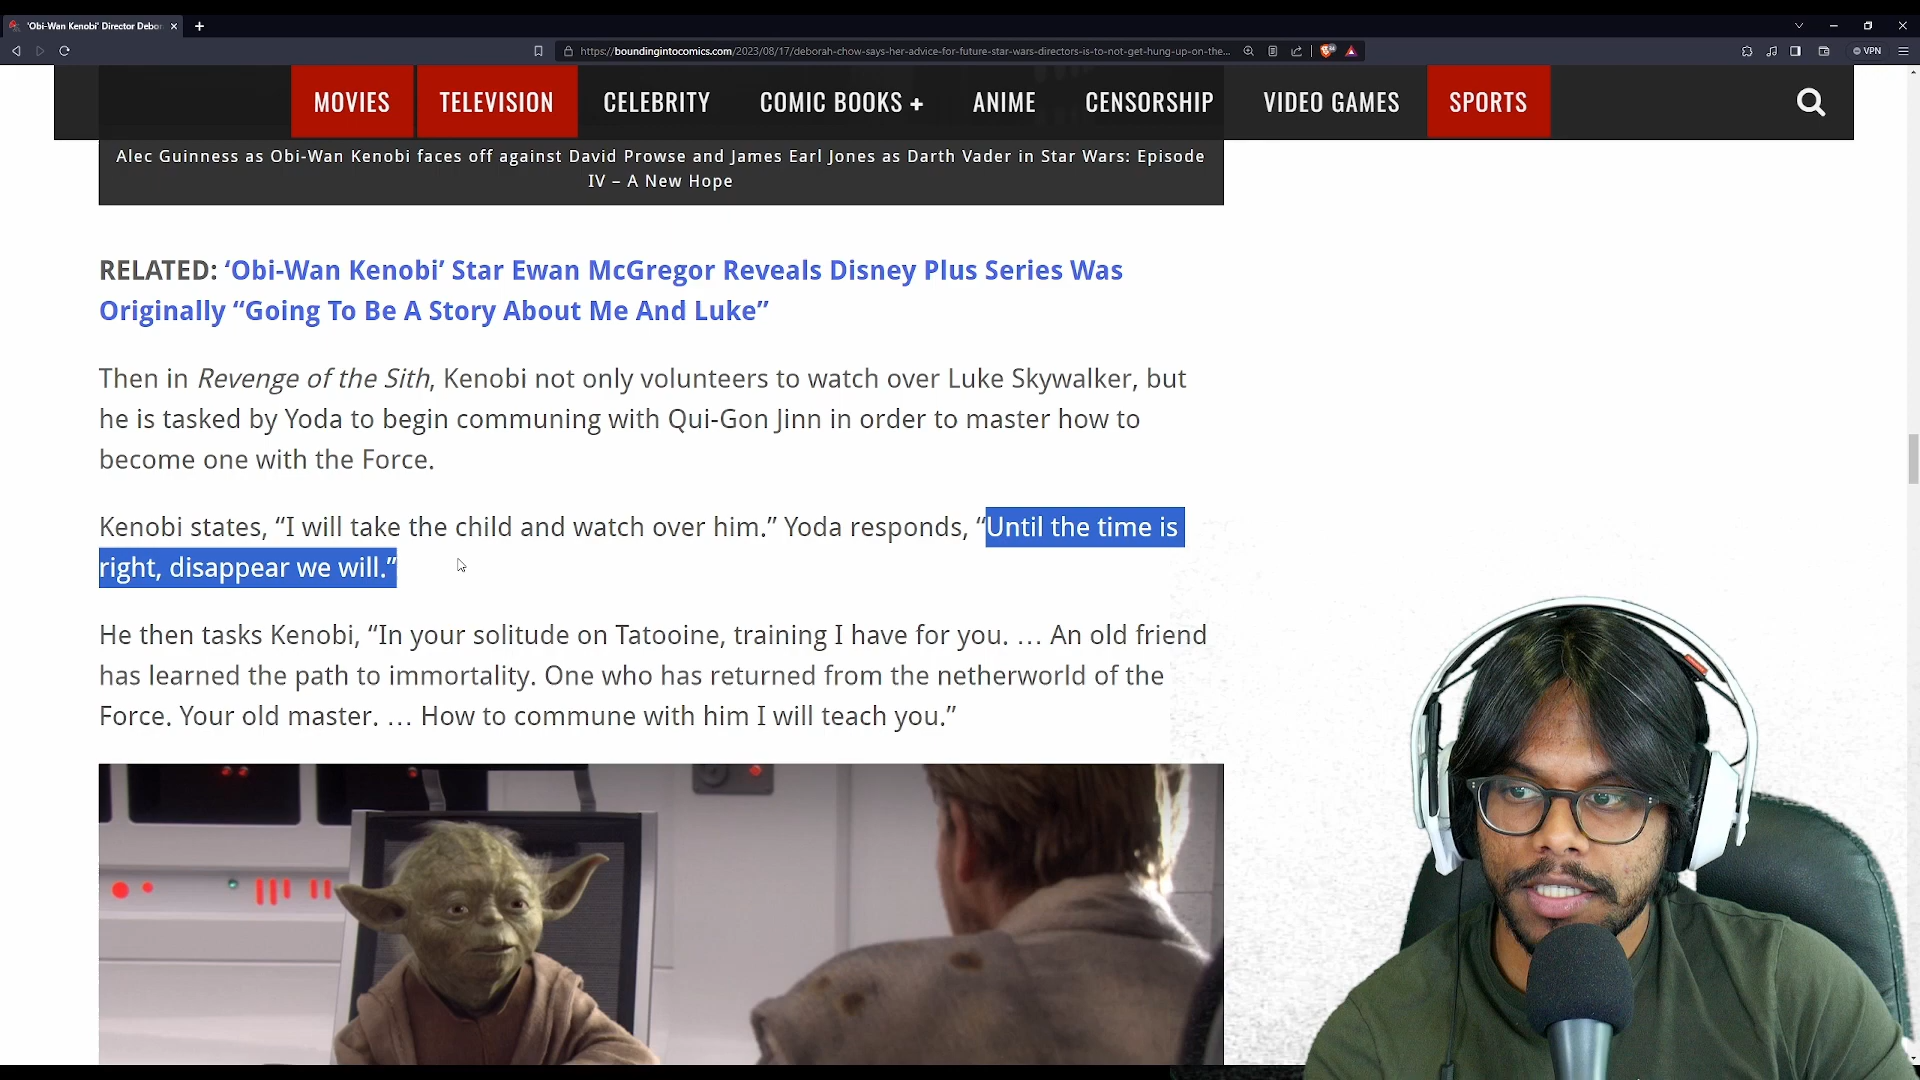 'Obi-Wan Kenobi' Director Debor
https://boundingintocomics.com/2023/08/17/deborah-chow-says-her-advice-for-future-star-wars-directors-is-to-not-get-hung-up-on-the...
VPN
MOVIES TELEVISION CELEBRITY COMIC BOOKS + ANIME CENSORSHIP VIDEO GAMES SPORTS
Alec Guinness as Obi-Wan Kenobi faces off against David Prowse and James Earl Jones as Darth Vader in Star Wars: Episode
IV – A New Hope
RELATED: ‘Obi-Wan Kenobi’ Star Ewan McGregor Reveals Disney Plus Series Was
Originally “Going To Be A Story About Me And Luke”
Then in Revenge of the Sith, Kenobi not only volunteers to watch over Luke Skywalker, but
he is tasked by Yoda to begin communing with Qui-Gon Jinn in order to master how to
become one with the Force.
Kenobi states, “I will take the child and watch over him.” Yoda responds, “Until the time is
right, disappear we will.”
He then tasks Kenobi, “In your solitude on Tatooine, training I have for you. … An old friend
has learned the path to immortality. One who has returned from the netherworld of the
Force. Your old master. … How to commune with him I will teach you.”